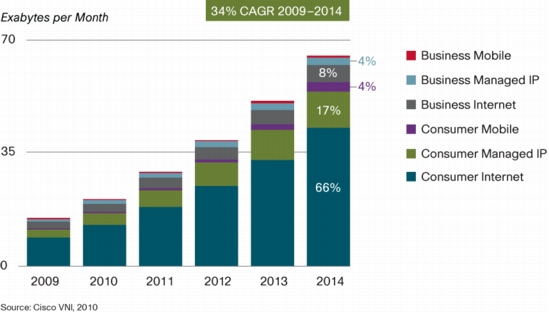 34% CAGR 2009–2014
Exabytes per Month
70
35
0
4%
8%
4%
17%
66%
2009 2010 2011 2012 2013 2014
Business Mobile
Business Managed IP
Business Internet
Consumer Mobile
Consumer Managed IP
Consumer Internet
Source: Cisco VNI, 2010